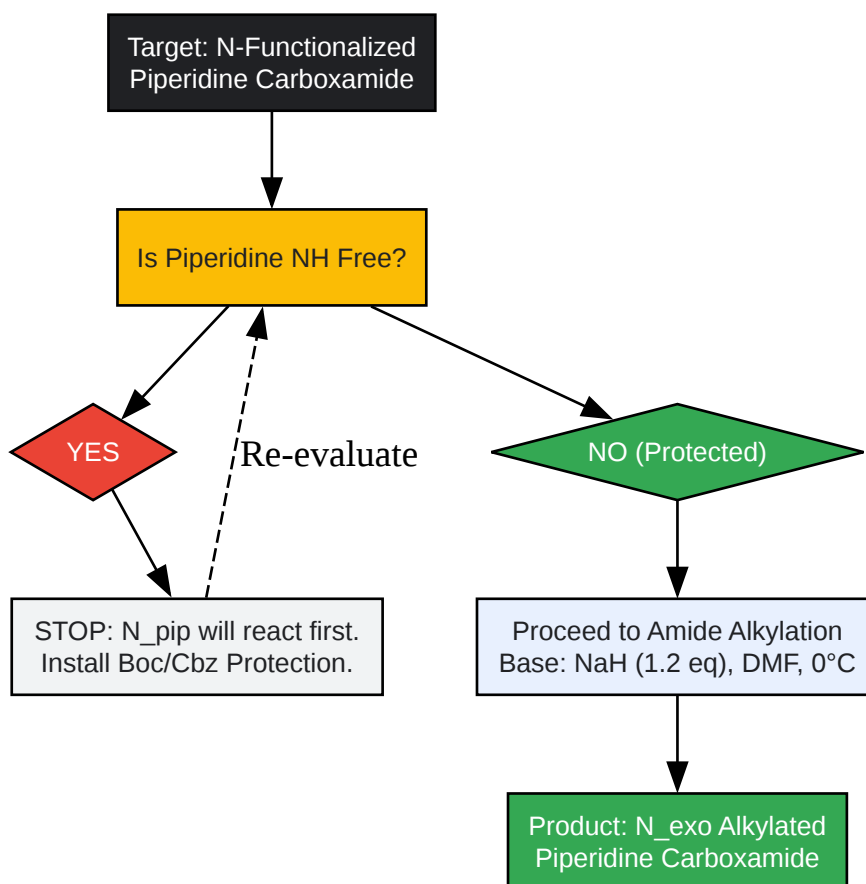 Target: N-Functionalized
Piperidine Carboxamide
Is Piperidine NH Free?
YES
Re-evaluate
NO (Protected)
STOP: N_pip will react first.
Install Boc/Cbz Protection.
Proceed to Amide Alkylation
Base: NaH (1.2 eq), DMF, 0°C
Product: N_exo Alkylated
Piperidine Carboxamide